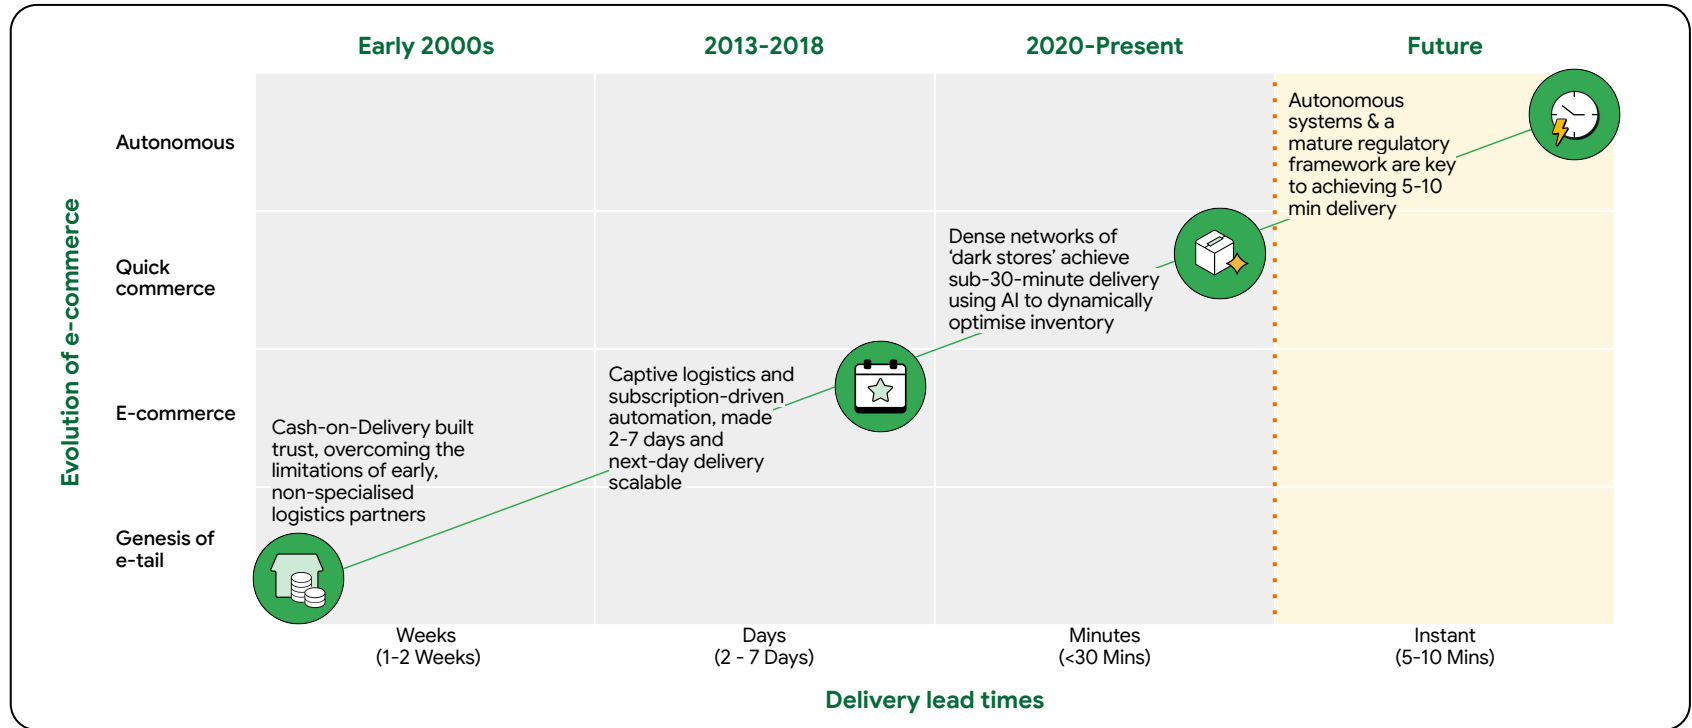 Early 2000s
2013-2018
2020-Present
Future
Evolution of e-commerce
Autonomous
Quick
commerce
E-commerce
Genesis of
e-tail
Cash-on-Delivery built
trust, overcoming the
limitations of early,
non-specialised
logistics partners
Captive logistics and
subscription-driven
automation, made
2-7 days and
next-day delivery
scalable
Dense networks of
‘dark stores’ achieve
sub-30-minute delivery
using AI to dynamically
optimise inventory
Autonomous
systems & a
mature regulatory
framework are key
to achieving 5-10
min delivery
Weeks
(1-2 Weeks)
Days
(2 - 7 Days)
Minutes
(<30 Mins)
Instant
(5-10 Mins)
Delivery lead times